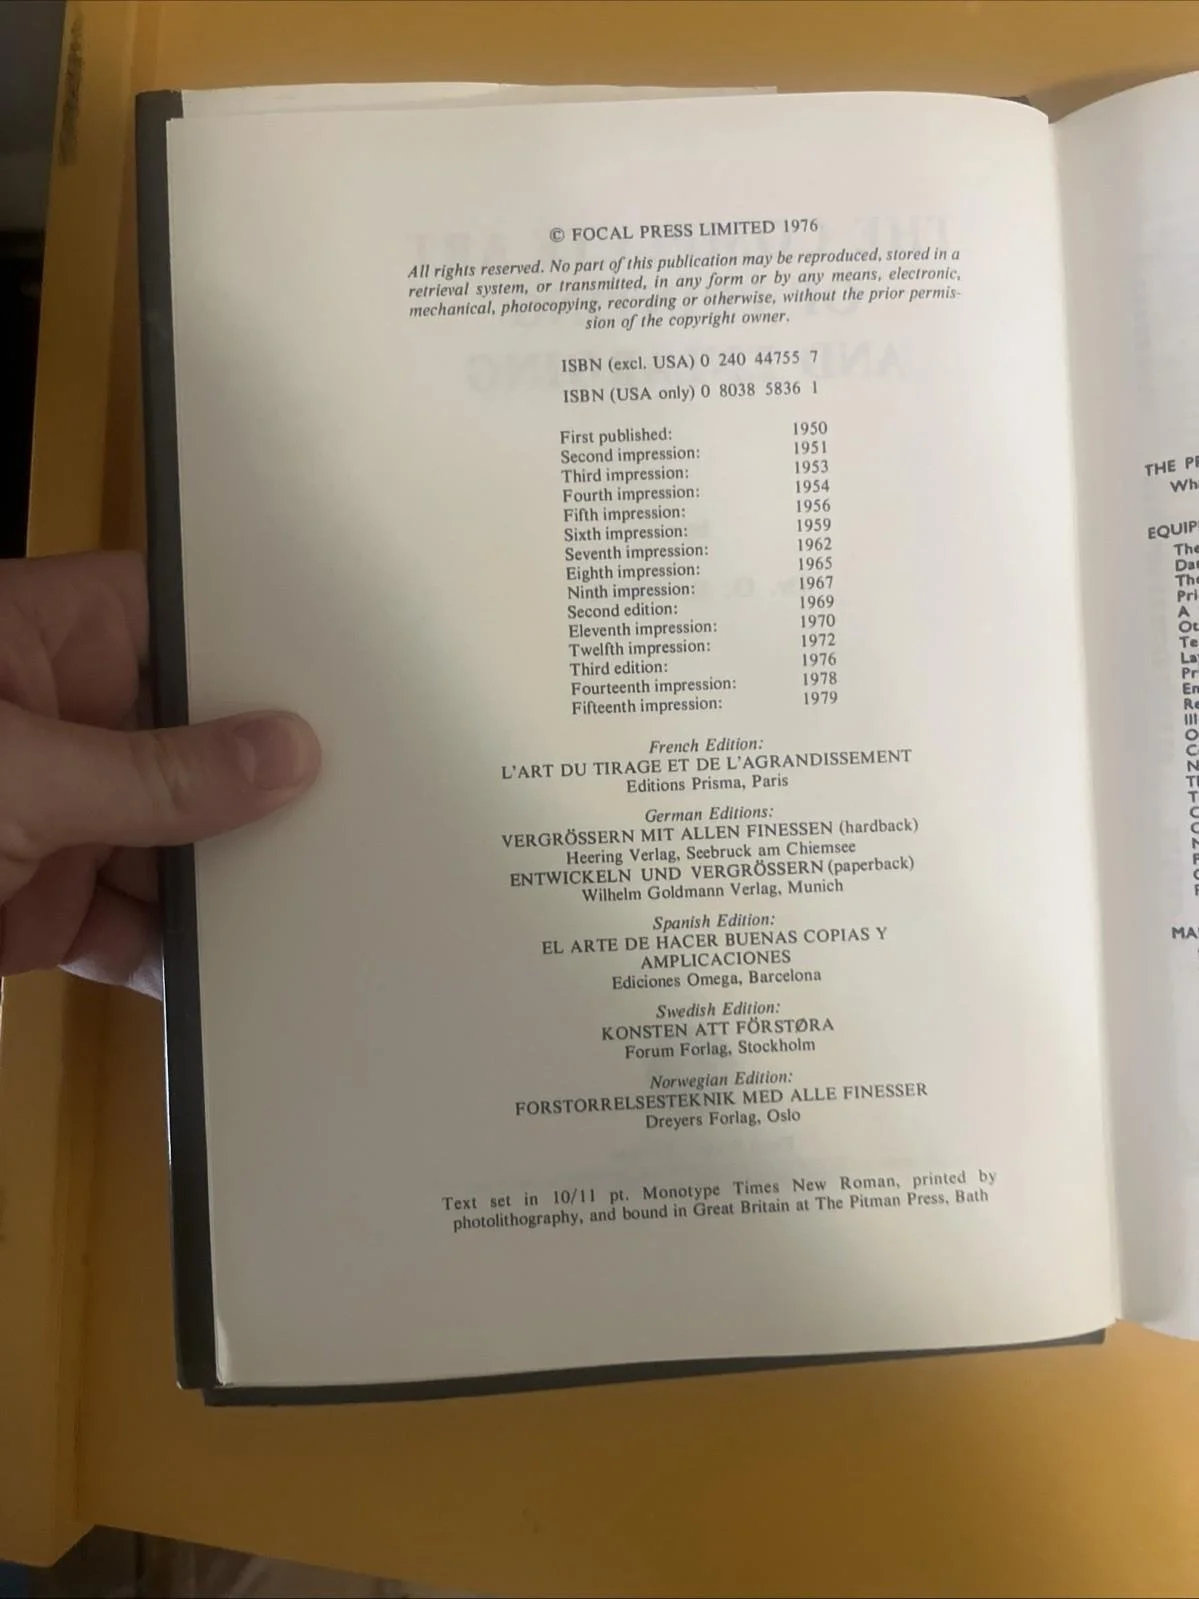 © FOCAL PRESS LIMITED 1976
All rights reserved. No part of this publication may be reproduced, stored in a
retrieval system, or transmitted, in any form or by any means, electronic,
mechanical, photocopying, recording or otherwise, without the prior permis-
sion of the copyright owner.
ISBN (excl. USA) 0 240 44755 7
ISBN (USA only) 0 8038 5836 1
First published: 1950
Second impression: 1951
Third impression: 1953
Fourth impression: 1954
Fifth impression: 1956
Sixth impression: 1959
Seventh impression: 1962
Eighth impression: 1965
Ninth impression: 1967
Second edition: 1969
Eleventh impression: 1970
Twelfth impression: 1972
Third edition: 1976
Fourteenth impression: 1978
Fifteenth impression: 1979
French Edition:
L'ART DU TIRAGE ET DE L'AGRANDISSEMENT
Editions Prisma, Paris
German Editions:
VERGRÖSSERN MIT ALLEN FINESSEN (hardback)
Heering Verlag, Seebruck am Chiemsee
ENTWICKELN UND VERGRÖSSERN (paperback)
Wilhelm Goldmann Verlag, Munich
Spanish Edition:
EL ARTE DE HACER BUENAS COPIAS Y
AMPLICACIONES
Ediciones Omega, Barcelona
Swedish Edition:
KONSTEN ATT FÖRSTØRA
Forum Forlag, Stockholm
Norwegian Edition:
FORSTORRELSESTEKNIK MED ALLE FINESSER
Dreyers Forlag, Oslo
Text set in 10/11 pt. Monotype Times New Roman, printed by
photolithography, and bound in Great Britain at The Pitman Press, Bath
THE